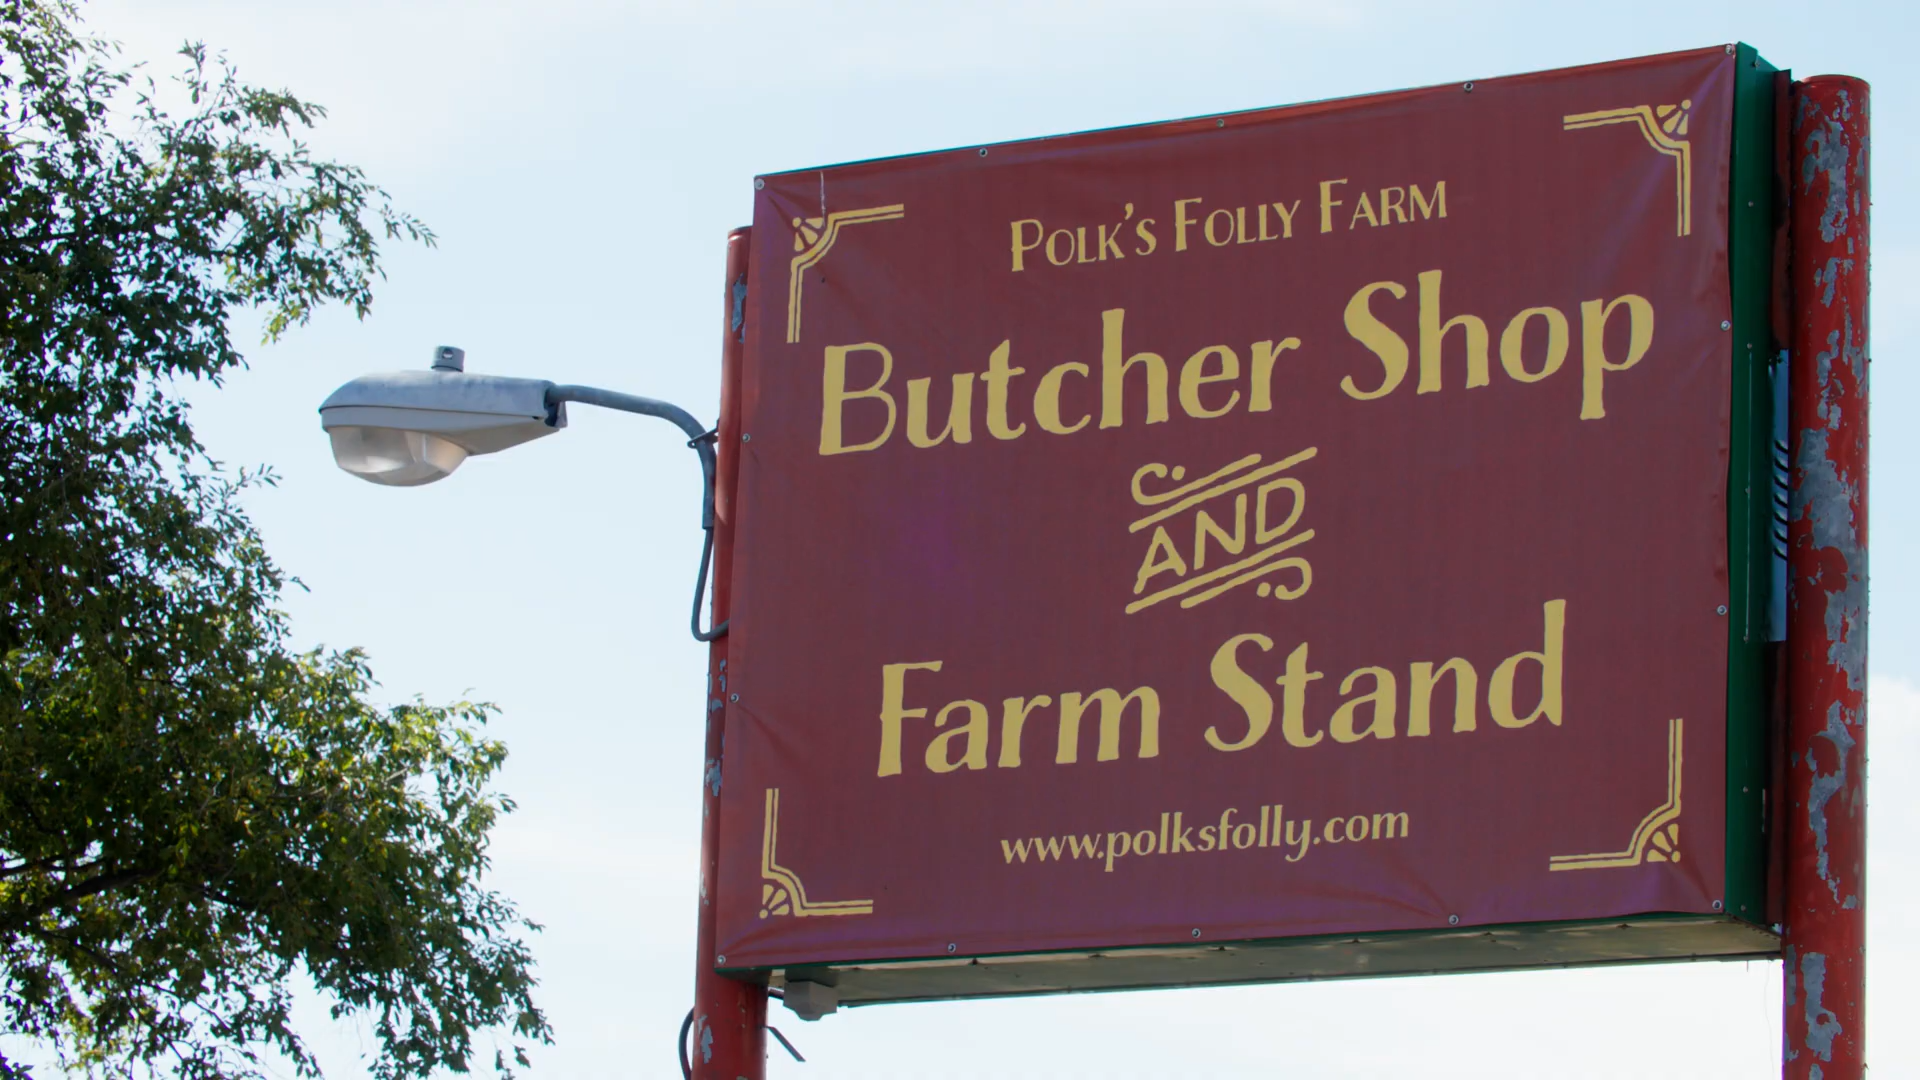 Polk's Folly Farm
Butcher Shop
AND
Farm Stand
www.polksfolly.com